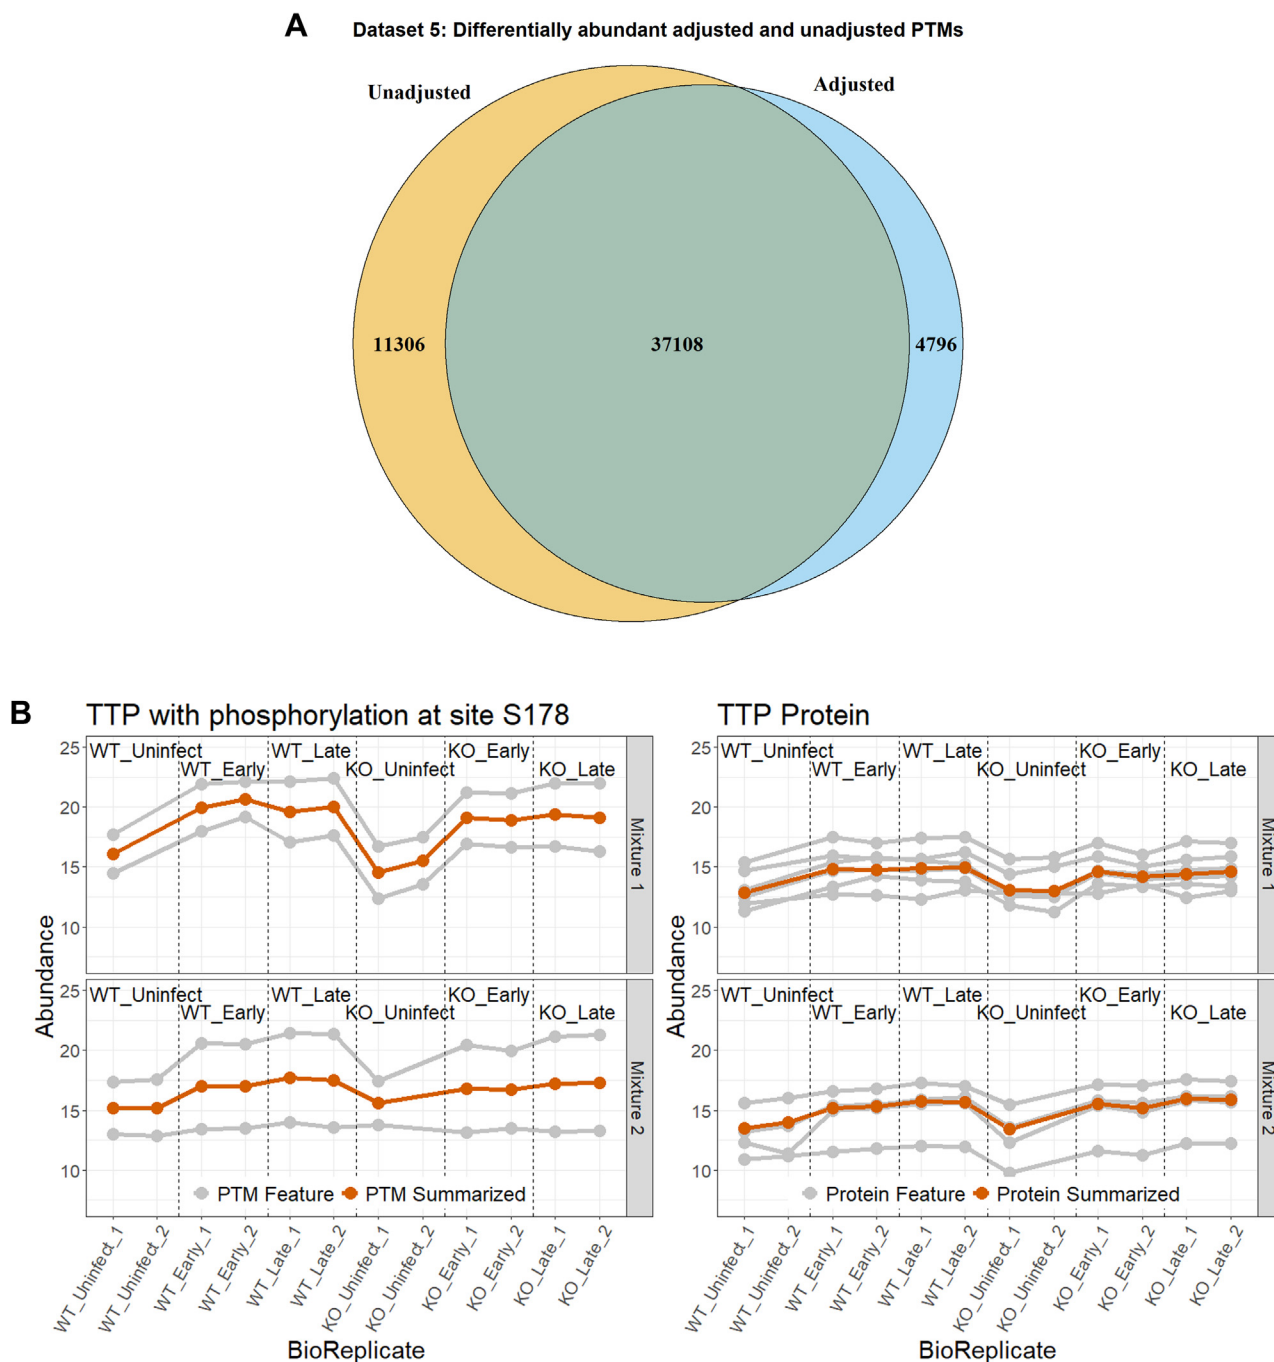 A Dataset 5: Differentially abundant adjusted and unadjusted PTMs
Unadjusted
Adjusted
11306
37108
4796
B
TTP with phosphorylation at site S178
TTP Protein
Abundance
25
20
15
10
WT_Uninfect
WT_Early
WT_Late
KO_Uninfect
KO_Early
KO_Late
Mixture 1
25
20
15
10
WT_Uninfect
WT_Early
WT_Late
KO_Uninfect
KO_Early
KO_Late
Mixture 2
PTM Feature
PTM Summarized
WT_Uninfect_1
WT_Uninfect_2
WT_Early_1
WT_Early_2
WT_Late_1
WT_Late_2
KO_Uninfect_1
KO_Uninfect_2
KO_Early_1
KO_Early_2
KO_Late_1
KO_Late_2
BioReplicate
Abundance
25
20
15
10
WT_Uninfect
WT_Early
WT_Late
KO_Uninfect
KO_Early
KO_Late
Mixture 1
25
20
15
10
WT_Uninfect
WT_Early
WT_Late
KO_Uninfect
KO_Early
KO_Late
Mixture 2
Protein Feature
Protein Summarized
WT_Uninfect_1
WT_Uninfect_2
WT_Early_1
WT_Early_2
WT_Late_1
WT_Late_2
KO_Uninfect_1
KO_Uninfect_2
KO_Early_1
KO_Early_2
KO_Late_1
KO_Late_2
BioReplicate